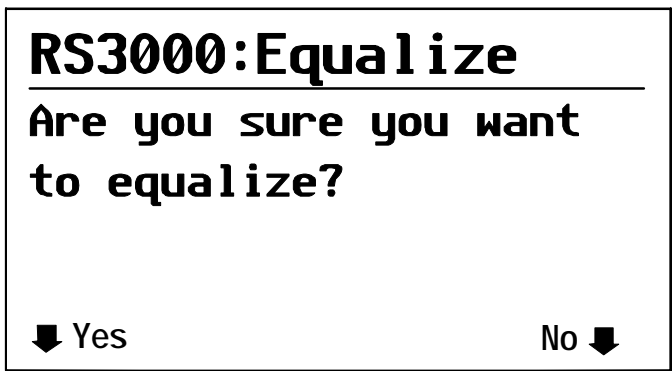 RS3000:Equalize
Are you sure you want
to equalize?
Yes No